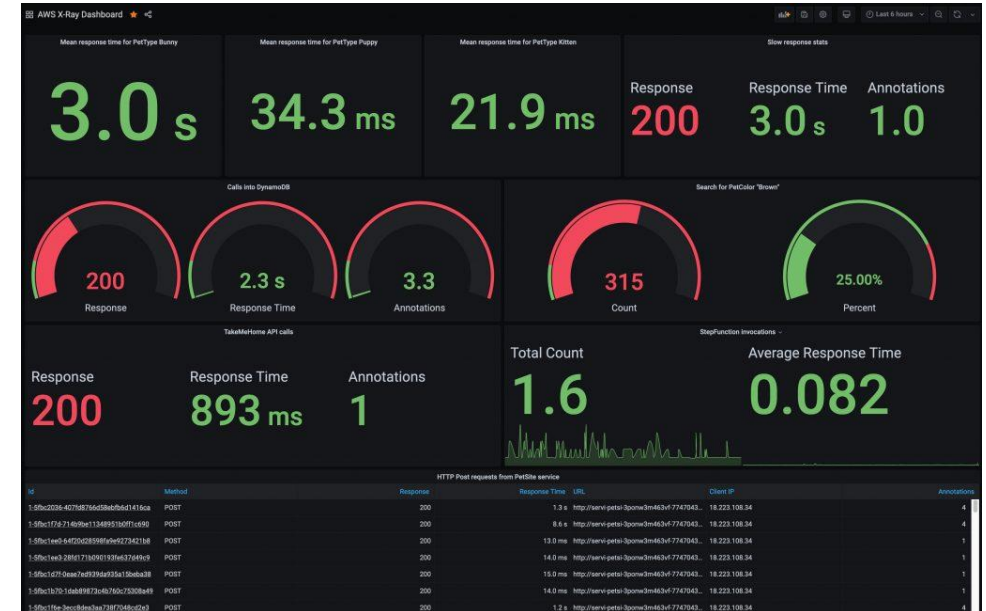 AWS X-Ray Dashboard
Last 6 hours
Mean response time for PetType Bunny
3.0 s
Mean response time for PetType Puppy
34.3 ms
Mean response time for PetType Kitten
21.9 ms
Slow response stats
Response Response Time Annotations
200 3.0 s 1.0
Calls into DynamoDB
200 2.3 s 3.3
Response Response Time Annotations
Search for PetColor "Brown"
315 25.00%
Count Percent
TakeMeHome API calls
Response Response Time Annotations
200 893 ms 1
StepFunction Invocations
Total Count Average Response Time
1.6 0.082
HTTP Post requests from PetSite service
Id Method Response Response Time URL Client IP Annotations
POST 200 1.3 s 18.223.108.34 4
POST 200 8.6 s 18.223.108.34 4
POST 200 13.0 ms 18.223.108.34 1
POST 200 14.0 ms 18.223.108.34 1
POST 200 15.0 ms 18.223.108.34 1
POST 200 14.0 ms 18.223.108.34 1
POST 200 1.2 s 18.223.108.34 4